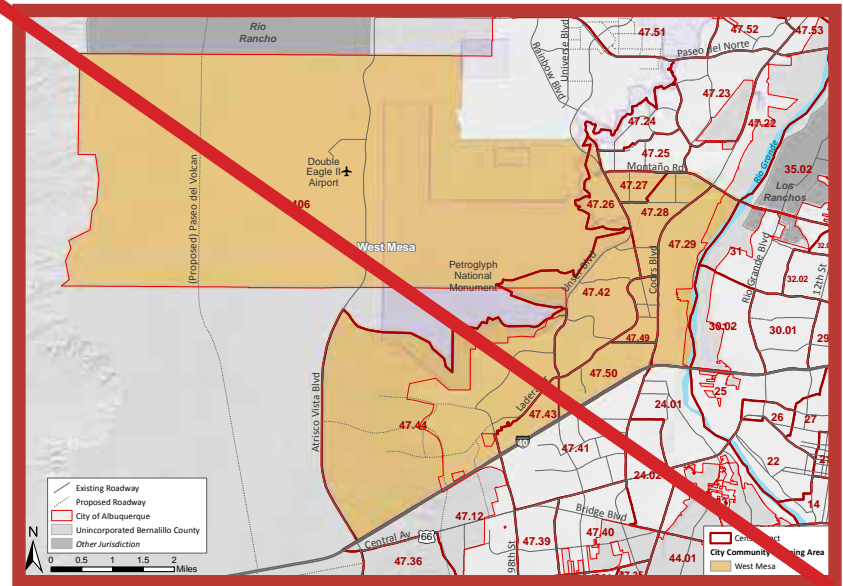 Rio
Rancho
Rainbow Blvd
Universe Blvd
47.51
47.52
47.53
Paseo del Norte
47.23
47.24
47.22
47.25
Montaño Rd
Rio Grande
35.02
Los
Ranchos
Double
Eagle II
Airport
(Proposed) Paseo del Volcan
47.27
47.26
47.28
47.29
West Mesa
Petroglyph
National
Monument
Unser Blvd
Coors Blvd
31
Rio Grande Blvd
32.02
12th St
47.42
30.02
30.01
29
47.49
47.50
Atrisco Vista Blvd
47.43
47.44
40
24.01
25
26
27
47.41
22
24.02
14
47.12
Bridge Blvd
Central Av
66
47.36
98th St
47.39
47.40
44.01
Existing Roadway
Proposed Roadway
City of Albuquerque
Unincorporated Bernalillo County
Other Jurisdiction
N
0 0.5 1 1.5 2
Miles
City Community
West Mesa